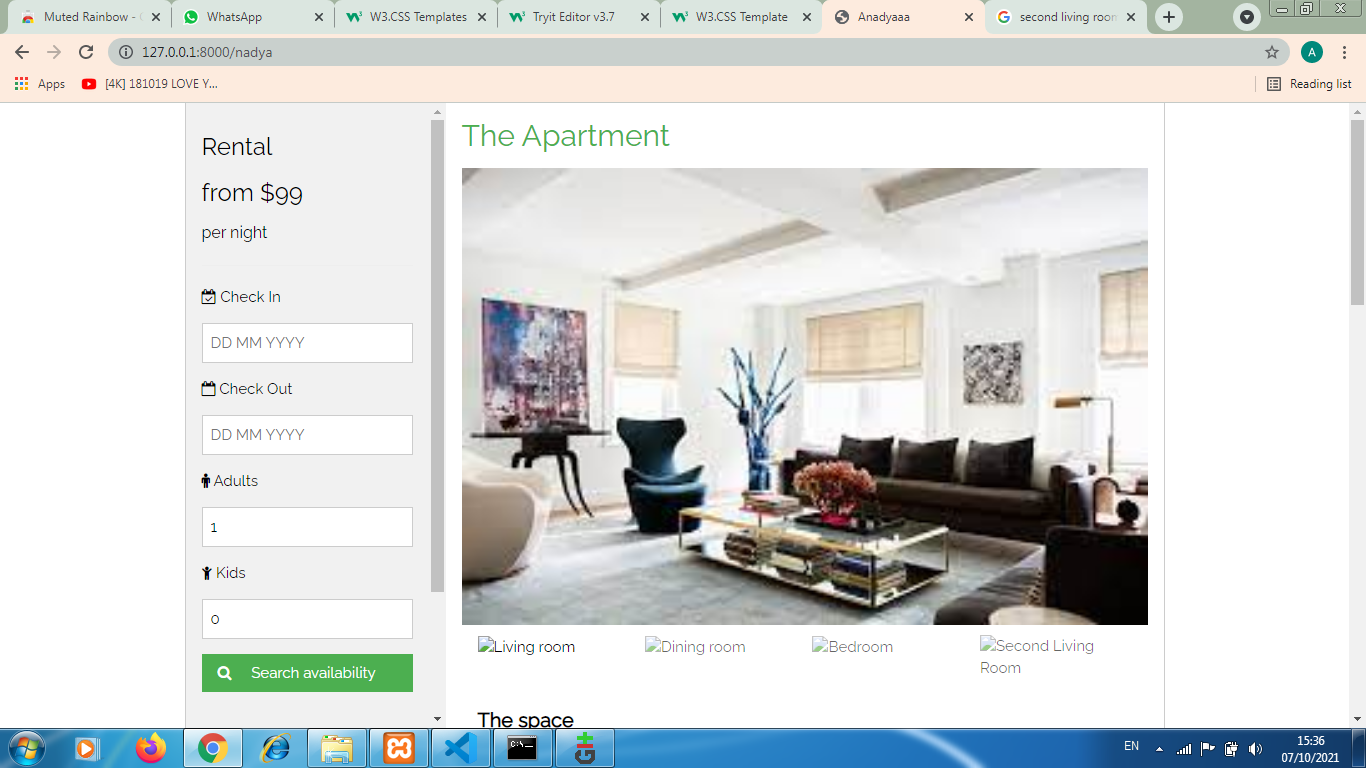 Muted Rainbow - (
WhatsApp
W3.CSS Templates
Tryit Editor v3.7
W3.CSS Template
Anadyaaa
second living room
127.0.0.1:8000/nadya
A
Apps
[4K] 181019 LOVE Y...
Reading list
Rental
from $99
per night
Check In
DD MM YYYY
Check Out
DD MM YYYY
Adults
1
Kids
0
Search availability
The Apartment
Living room
Dining room
Bedroom
Second Living
Room
The space
EN
15:36
07/10/2021